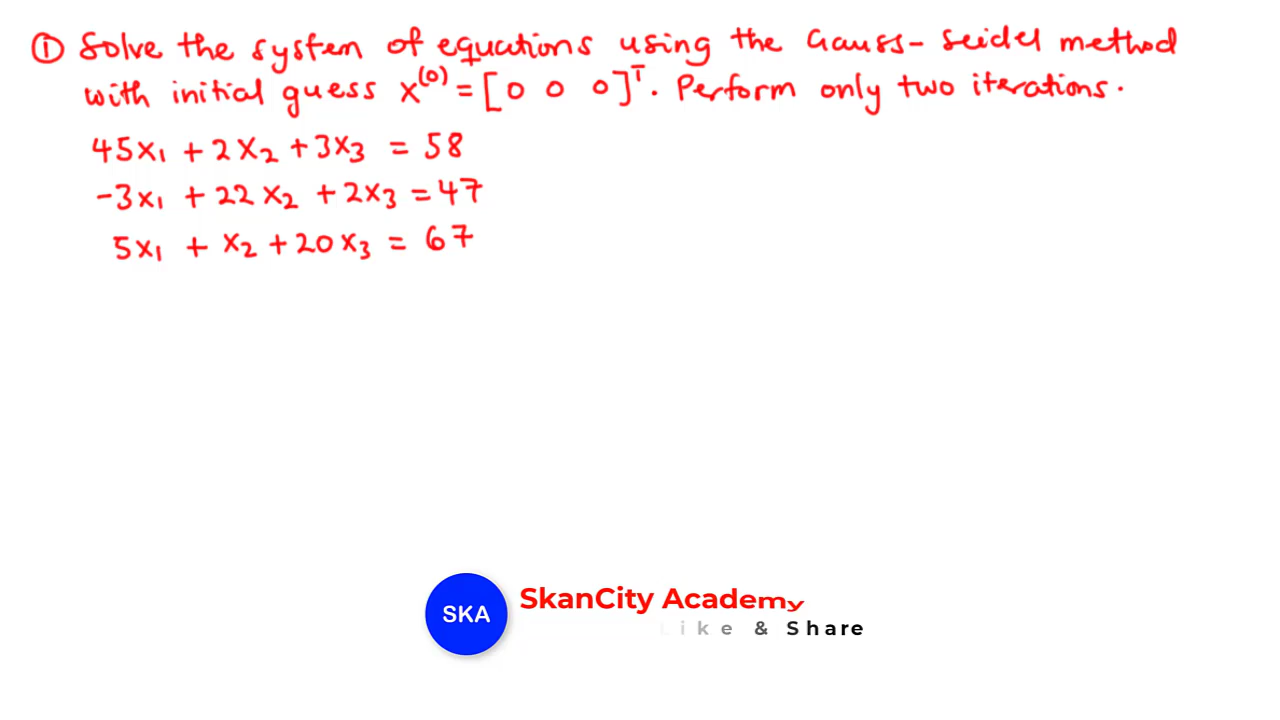 ① Solve the system of equations using the Gauss-Seidel method
with initial guess x⁽⁰⁾ = [0 0 0]ᵀ. Perform only two iterations.
45x₁ + 2x₂ + 3x₃ = 58
-3x₁ + 22x₂ + 2x₃ = 47
5x₁ + x₂ + 20x₃ = 67
SKA
SkanCity Academy
Like & Share